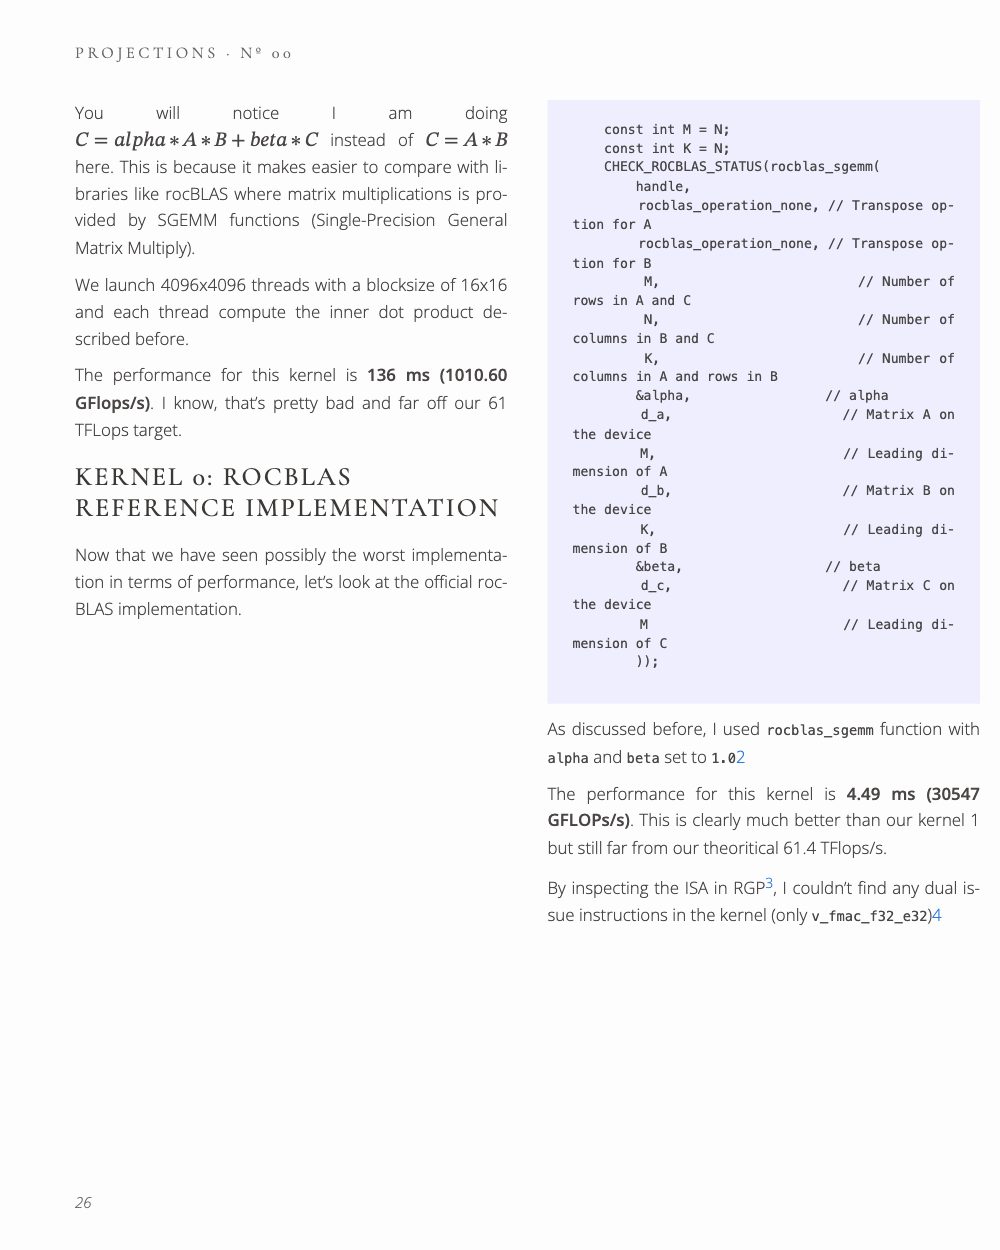 PROJECTIONS · Nº 00
You will notice I am doing
C = alpha * A * B + beta * C instead of C = A * B
here. This is because it makes easier to compare with li-
braries like rocBLAS where matrix multiplications is pro-
vided by SGEMM functions (Single-Precision General
Matrix Multiply).
We launch 4096x4096 threads with a blocksize of 16x16
and each thread compute the inner dot product de-
scribed before.
The performance for this kernel is 136 ms (1010.60
GFlops/s). I know, that’s pretty bad and far off our 61
TFLops target.
KERNEL 0: ROCBLAS
REFERENCE IMPLEMENTATION
Now that we have seen possibly the worst implementa-
tion in terms of performance, let’s look at the official roc-
BLAS implementation.
const int M = N;
const int K = N;
CHECK_ROCBLAS_STATUS(rocblas_sgemm(
handle,
rocblas_operation_none, // Transpose op-
tion for A
rocblas_operation_none, // Transpose op-
tion for B
M, // Number of
rows in A and C
N, // Number of
columns in B and C
K, // Number of
columns in A and rows in B
&alpha, // alpha
d_a, // Matrix A on
the device
M, // Leading di-
mension of A
d_b, // Matrix B on
the device
K, // Leading di-
mension of B
&beta, // beta
d_c, // Matrix C on
the device
M // Leading di-
mension of C
));
As discussed before, I used rocblas_sgemm function with
alpha and beta set to 1.02
The performance for this kernel is 4.49 ms (30547
GFLOPs/s). This is clearly much better than our kernel 1
but still far from our theoritical 61.4 TFlops/s.
By inspecting the ISA in RGP3, I couldn’t find any dual is-
sue instructions in the kernel (only v_fmac_f32_e32)4
26